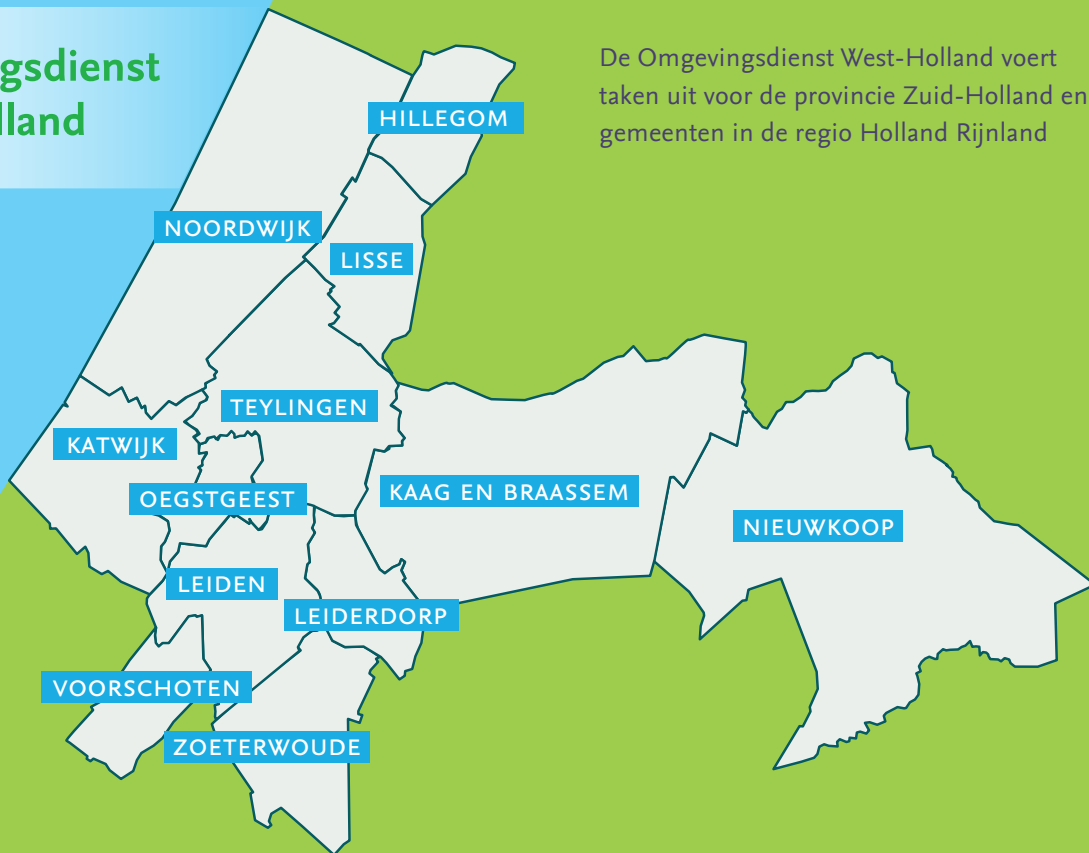 gsdienst
lland
De Omgevingsdienst West-Holland voert
taken uit voor de provincie Zuid-Holland en
gemeenten in de regio Holland Rijnland
HILLEGOM
NOORDWIJK
LISSE
TEYLINGEN
KATWIJK
OEGSTGEEST
KAAG EN BRAASSEM
NIEUWKOOP
LEIDEN
LEIDERDORP
VOORSCHOTEN
ZOETERWOUDE